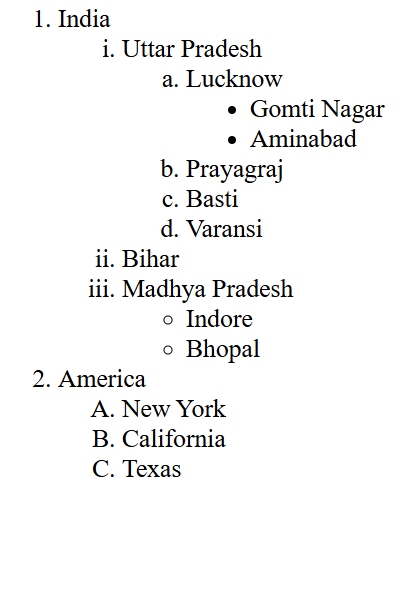 1. India
i. Uttar Pradesh
a. Lucknow
• Gomti Nagar
• Aminabad
b. Prayagraj
c. Basti
d. Varansi
ii. Bihar
iii. Madhya Pradesh
○ Indore
○ Bhopal
2. America
A. New York
B. California
C. Texas